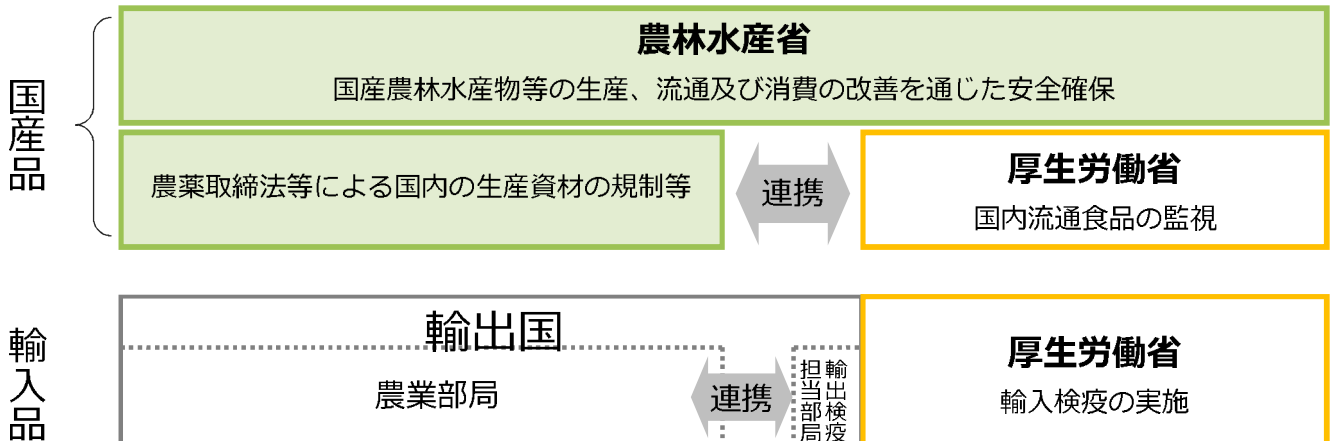 国産品
農林水産省
国産農林水産物等の生産、流通及び消費の改善を通じた安全確保
農薬取締法等による国内の生産資材の規制等
連携
厚生労働省
国内流通食品の監視
輸入品
輸出国
農業部局
連携
輸出検疫
担当部局
厚生労働省
輸入検疫の実施